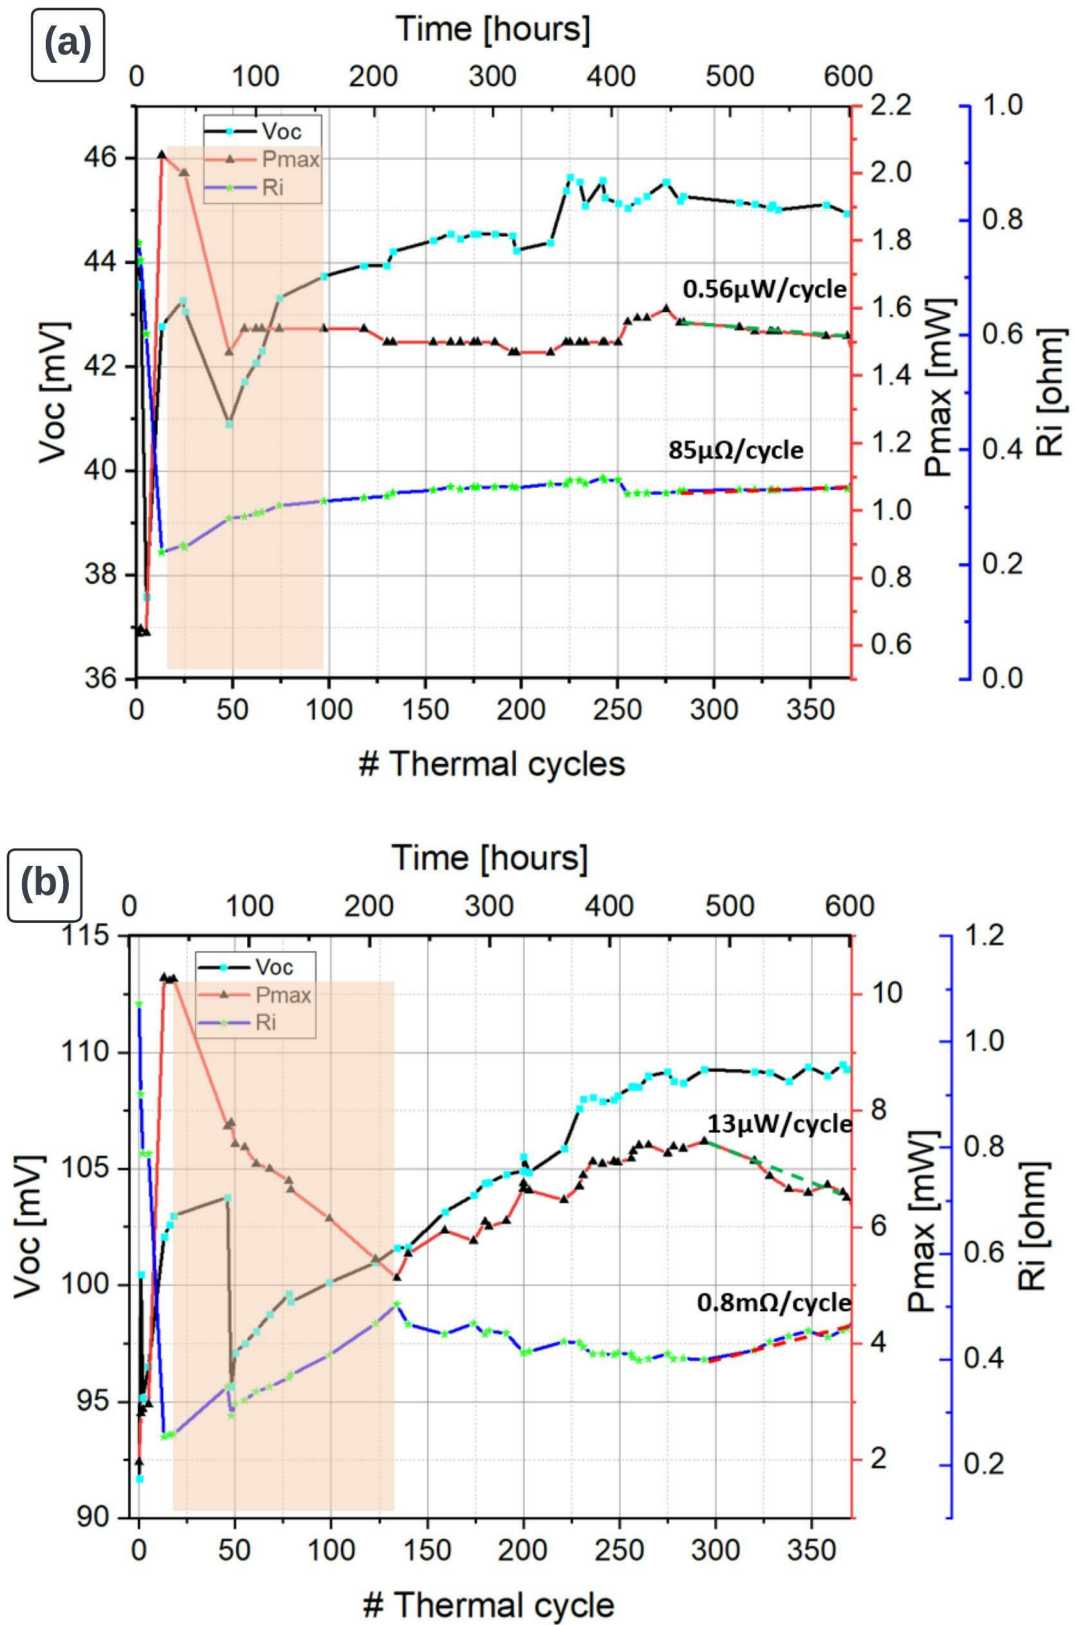 (a)
Time [hours]
0 100 200 300 400 500 600
Voc
Pmax
Ri
46
44
42
40
38
36
Voc [mV]
0.56µW/cycle
85µΩ/cycle
2.2
2.0
1.8
1.6
1.4
1.2
1.0
0.8
0.6
Pmax [mW]
1.0
0.8
0.6
0.4
0.2
0.0
Ri [ohm]
0 50 100 150 200 250 300 350
# Thermal cycles
(b)
Time [hours]
0 100 200 300 400 500 600
Voc
Pmax
Ri
115
110
105
100
95
90
Voc [mV]
13µW/cycle
0.8mΩ/cycle
10
8
6
4
2
Pmax [mW]
1.2
1.0
0.8
0.6
0.4
0.2
Ri [ohm]
0 50 100 150 200 250 300 350
# Thermal cycle